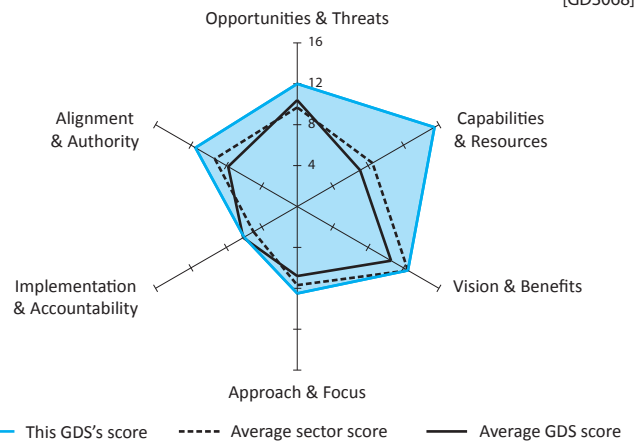 [GDS068]
Opportunities & Threats
16
12
8
4
Alignment
& Authority
Capabilities
& Resources
Implementation
& Accountability
Vision & Benefits
Approach & Focus
This GDS's score
Average sector score
Average GDS score